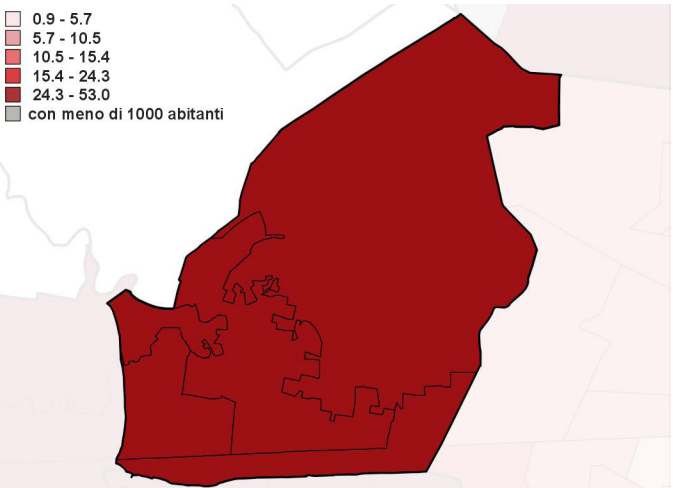 0.9 - 5.7
5.7 - 10.5
10.5 - 15.4
15.4 - 24.3
24.3 - 53.0
con meno di 1000 abitanti